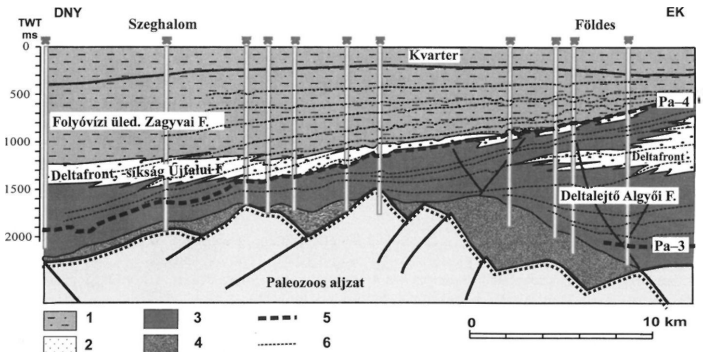 TWT
ms
DNY
Szeghalom
Földes
EK
0
500
1000
1500
2000
Kvarter
Folyóvízi üled. Zagyvai F.
Pa–4
Deltafront, -síkság Újfalui F.
Deltafront
Deltalejtő Algyői F.
Pa–3
Paleozoos aljzat
1
3
5
2
4
6
0
10 km